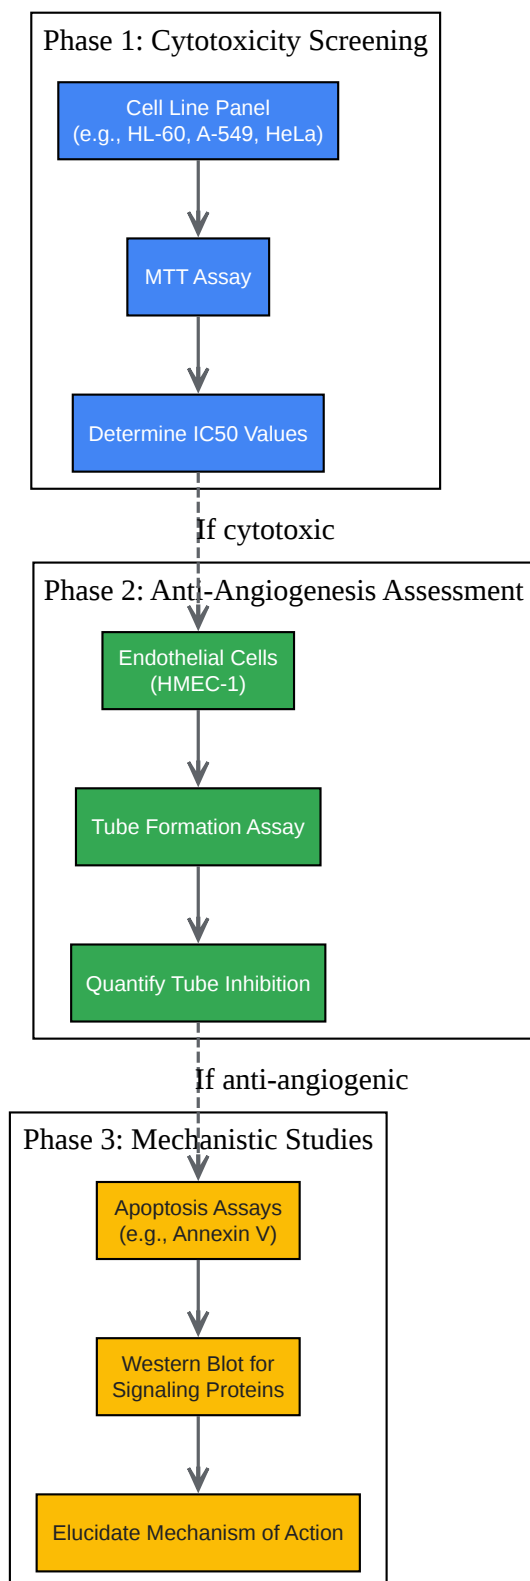 Phase 1: Cytotoxicity Screening
Cell Line Panel
(e.g., HL-60, A-549, HeLa)
MTT Assay
Determine IC50 Values
If cytotoxic
Phase 2: Anti-Angiogenesis Assessment
Endothelial Cells
(HMEC-1)
Tube Formation Assay
Quantify Tube Inhibition
If anti-angiogenic
Phase 3: Mechanistic Studies
Apoptosis Assays
(e.g., Annexin V)
Western Blot for
Signaling Proteins
Elucidate Mechanism of Action